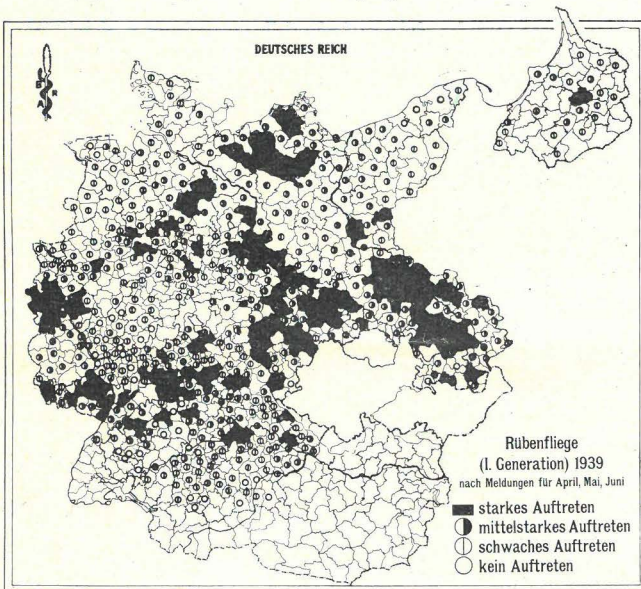 DEUTSCHES REICH
Rübenfliege
(I. Generation) 1939
nach Meldungen für April, Mai, Juni
starkes Auftreten
mittelstarkes Auftreten
schwaches Auftreten
kein Auftreten